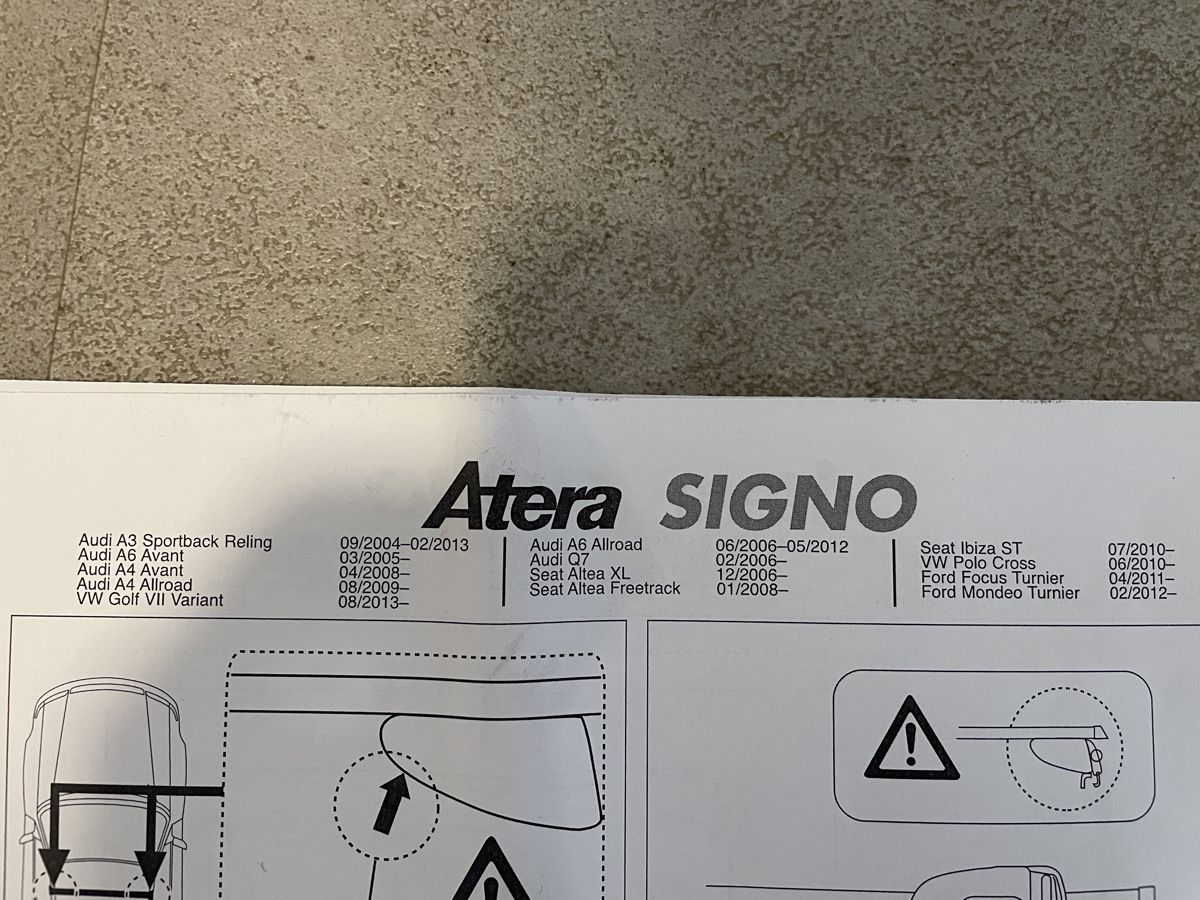 Atera SIGNO
Audi A3 Sportback Reling 09/2004–02/2013
Audi A6 Avant 03/2005–
Audi A4 Avant 04/2008–
Audi A4 Allroad 08/2009–
VW Golf VII Variant 08/2013–
Audi A6 Allroad 06/2006–05/2012
Audi Q7 02/2006–
Seat Altea XL 12/2006–
Seat Altea Freetrack 01/2008–
Seat Ibiza ST 07/2010–
VW Polo Cross 06/2010–
Ford Focus Turnier 04/2011–
Ford Mondeo Turnier 02/2012–